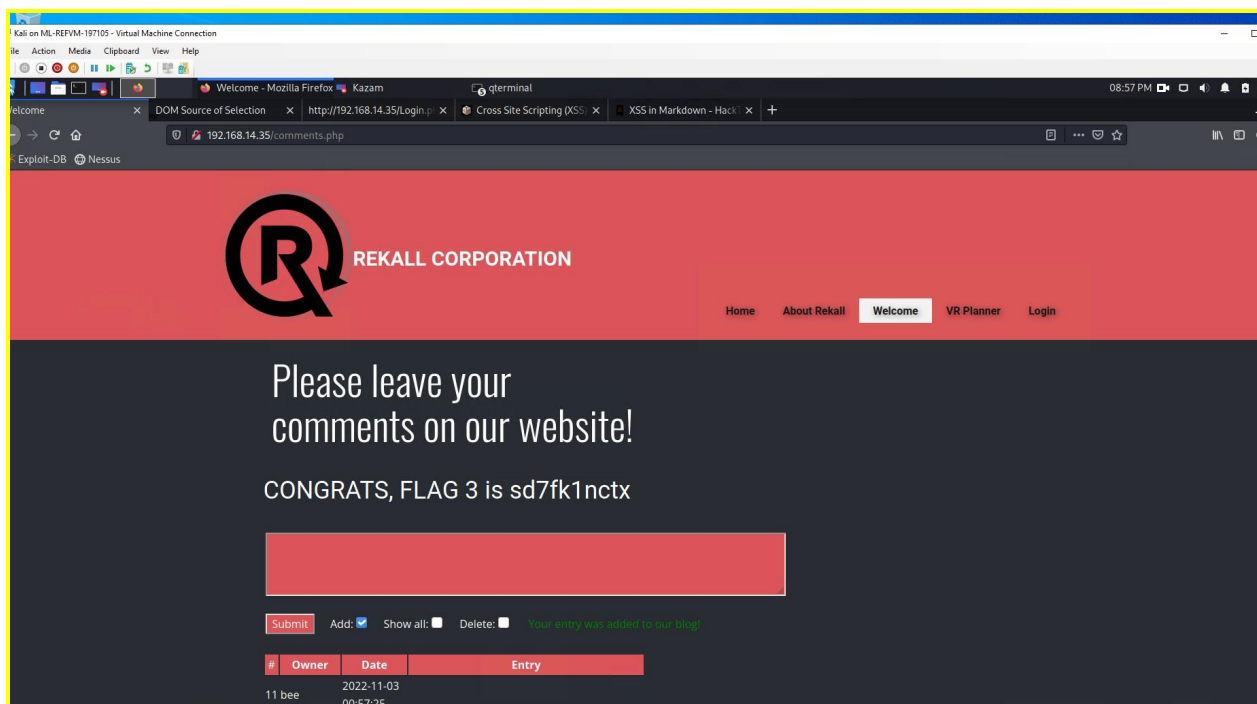 Kali on ML-REFVM-197105 - Virtual Machine Connection
Action Media Clipboard View Help
Welcome - Mozilla Firefox Kazam qterminal 08:57 PM
DOM Source of Selection http://192.168.14.35/Login.p Cross Site Scripting (XSS) XSS in Markdown - Hack
192.168.14.35/comments.php
Exploit-DB Nessus
R
REKALL CORPORATION
Home About Rekall Welcome VR Planner Login
Please leave your
comments on our website!
CONGRATS, FLAG 3 is sd7fk1nctx
Submit Add: Show all: Delete: Your entry was added to our blog!
# Owner Date Entry
2022-11-03
11 bee
00:57:25